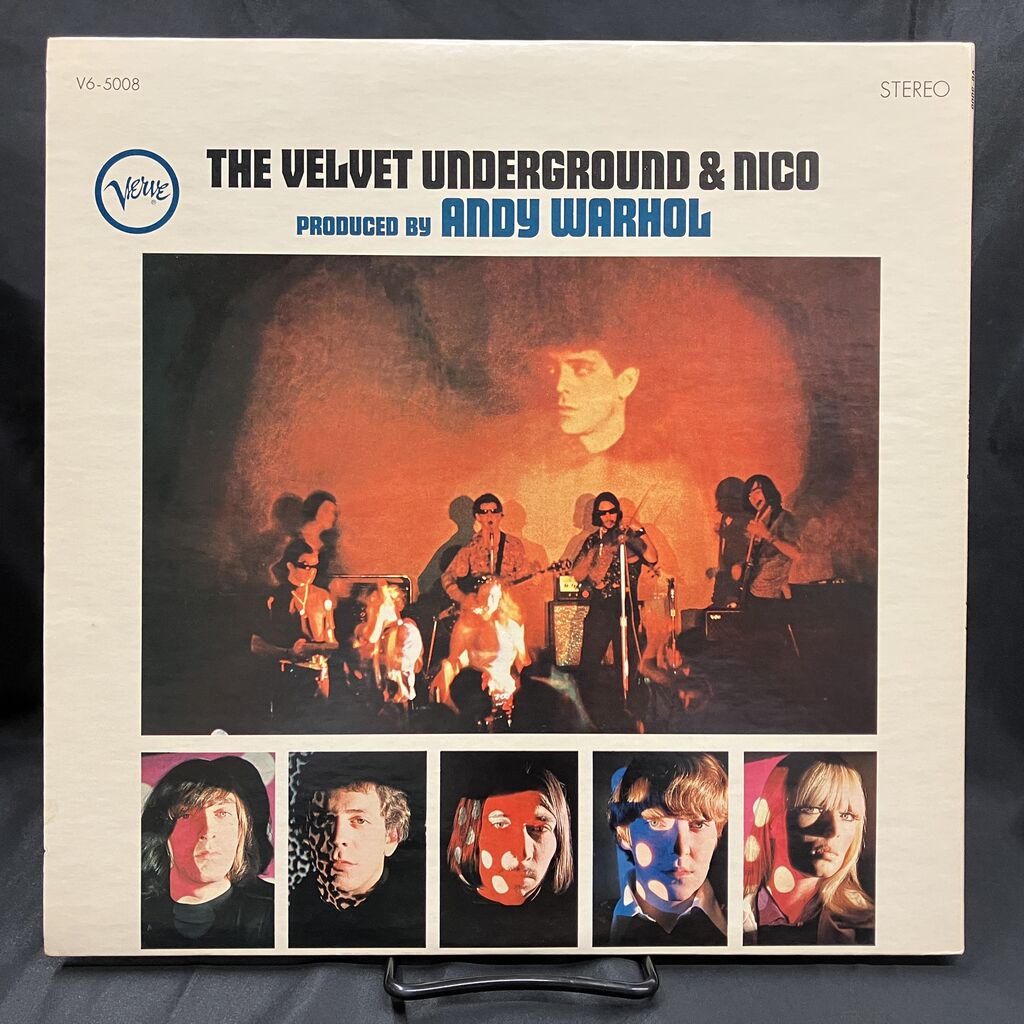 V6-5008
STEREO
Verve
THE VELVET UNDERGROUND & NICO
PRODUCED BY ANDY WARHOL